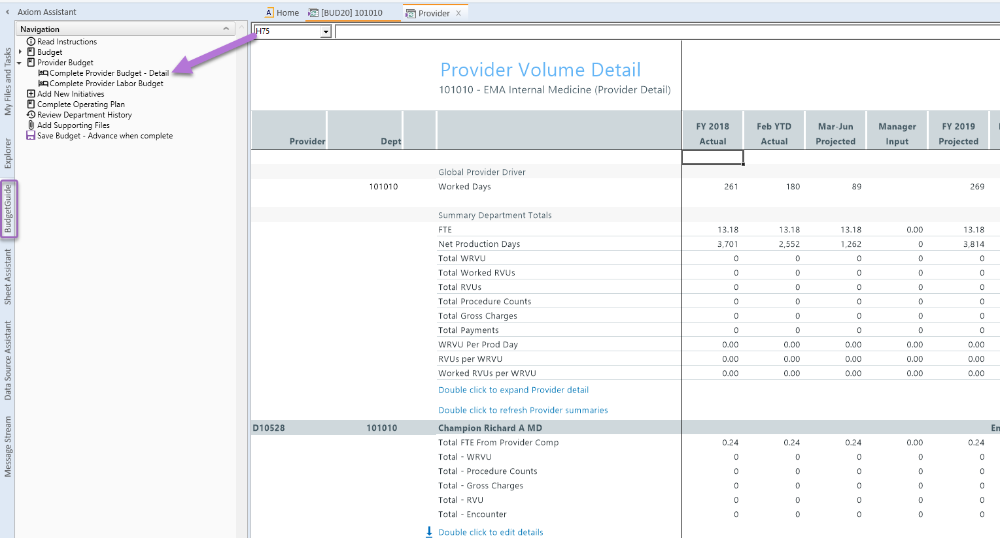 Axiom Assistant
Home
[BUD20] 101010
Provider X
Navigation
H75
Read Instructions
Budget
Provider Budget
Complete Provider Budget - Detail
Complete Provider Labor Budget
Add New Initiatives
Complete Operating Plan
Review Department History
Add Supporting Files
Save Budget - Advance when complete
My Files and Tasks
Explorer
BudgetGuide
Sheet Assistant
Data Source Assistant
Message Stream
Provider Volume Detail
101010 - EMA Internal Medicine (Provider Detail)
FY 2018 Feb YTD Mar-Jun Manager FY 2019
Provider Dept Actual Actual Projected Input Projected
Global Provider Driver
101010 Worked Days 261 180 89 269
Summary Department Totals
FTE 13.18 13.18 13.18 0.00 13.18
Net Production Days 3,701 2,552 1,262 0 3,814
Total WRVU 0 0 0 0 0
Total Worked RVUs 0 0 0 0 0
Total RVUs 0 0 0 0 0
Total Procedure Counts 0 0 0 0 0
Total Gross Charges 0 0 0 0 0
Total Payments 0 0 0 0 0
WRVU Per Prod Day 0.00 0.00 0.00 0.00 0.00
RVUs per WRVU 0.00 0.00 0.00 0.00 0.00
Worked RVUs per WRVU 0.00 0.00 0.00 0.00 0.00
Double click to expand Provider detail
Double click to refresh Provider summaries
D10528 101010 Champion Richard A MD En
Total FTE From Provider Comp 0.24 0.24 0.24 0.00 0.24
Total - WRVU 0 0 0 0 0
Total - Procedure Counts 0 0 0 0 0
Total - Gross Charges 0 0 0 0 0
Total - RVU 0 0 0 0 0
Total - Encounter 0 0 0 0 0
Double click to edit details